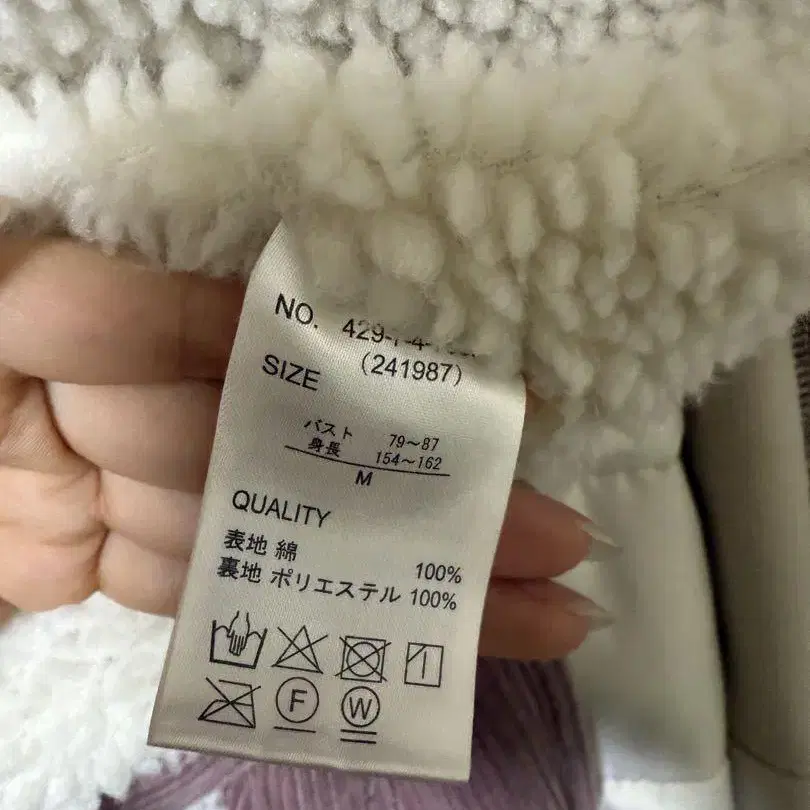 NO.
(241987)
SIZE
バスト 79～87
身長 154～162
M
QUALITY
表地 綿 100%
裏地 ポリエステル 100%
F W